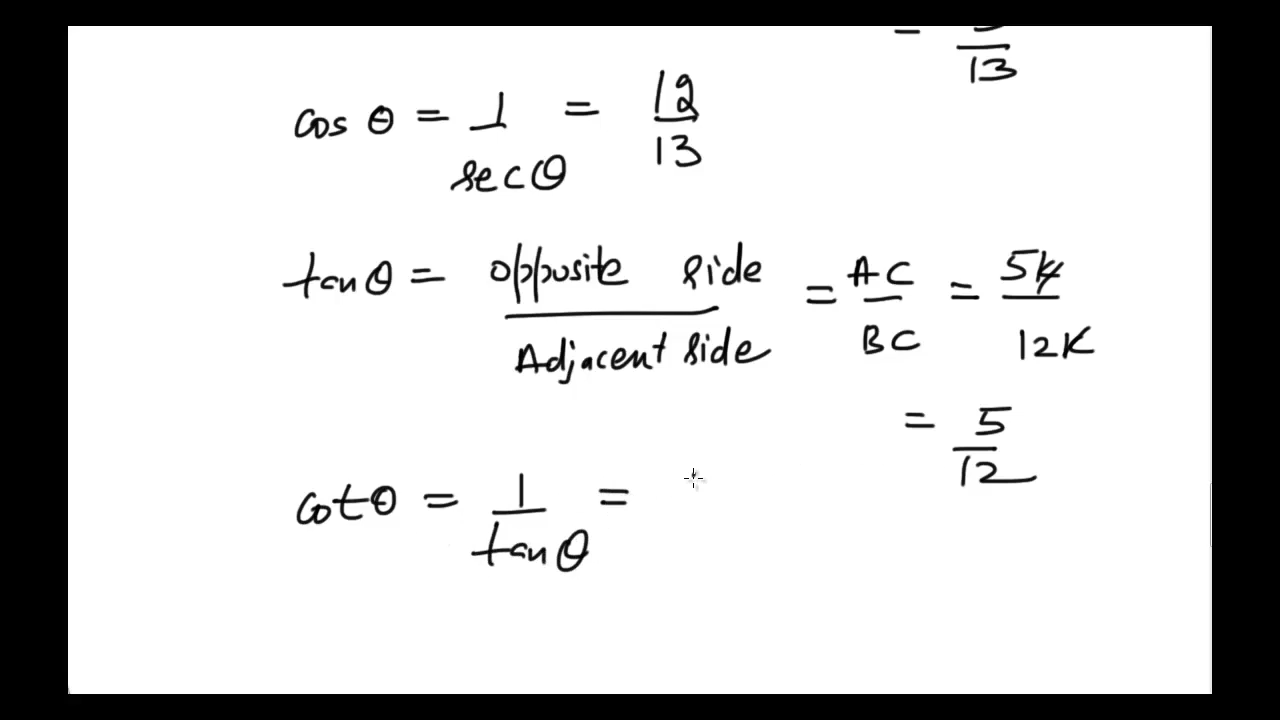 = 5/13
cos θ = 1/sec θ = 12/13
tan θ = opposite side/Adjacent side = AC/BC = 5K/12K
= 5/12
cot θ = 1/tan θ =